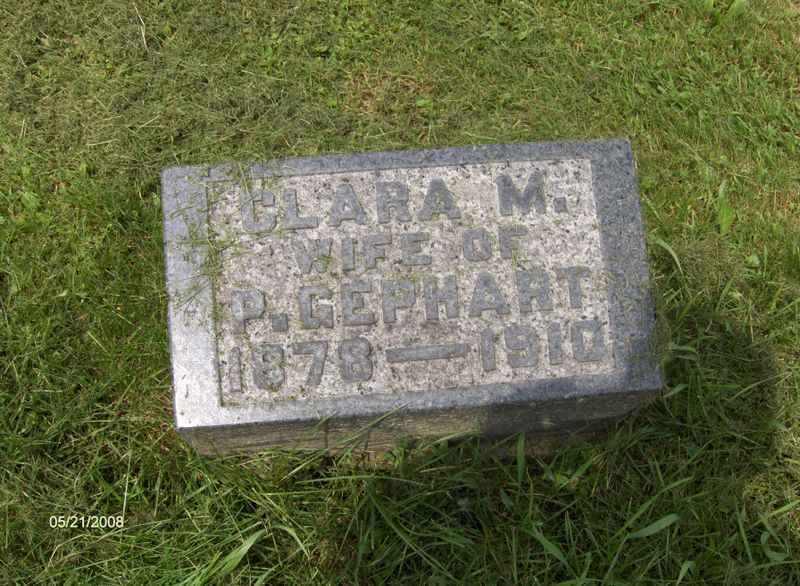 CLARA M.
WIFE OF
P. GEPHART
1878—1910
05/21/2008